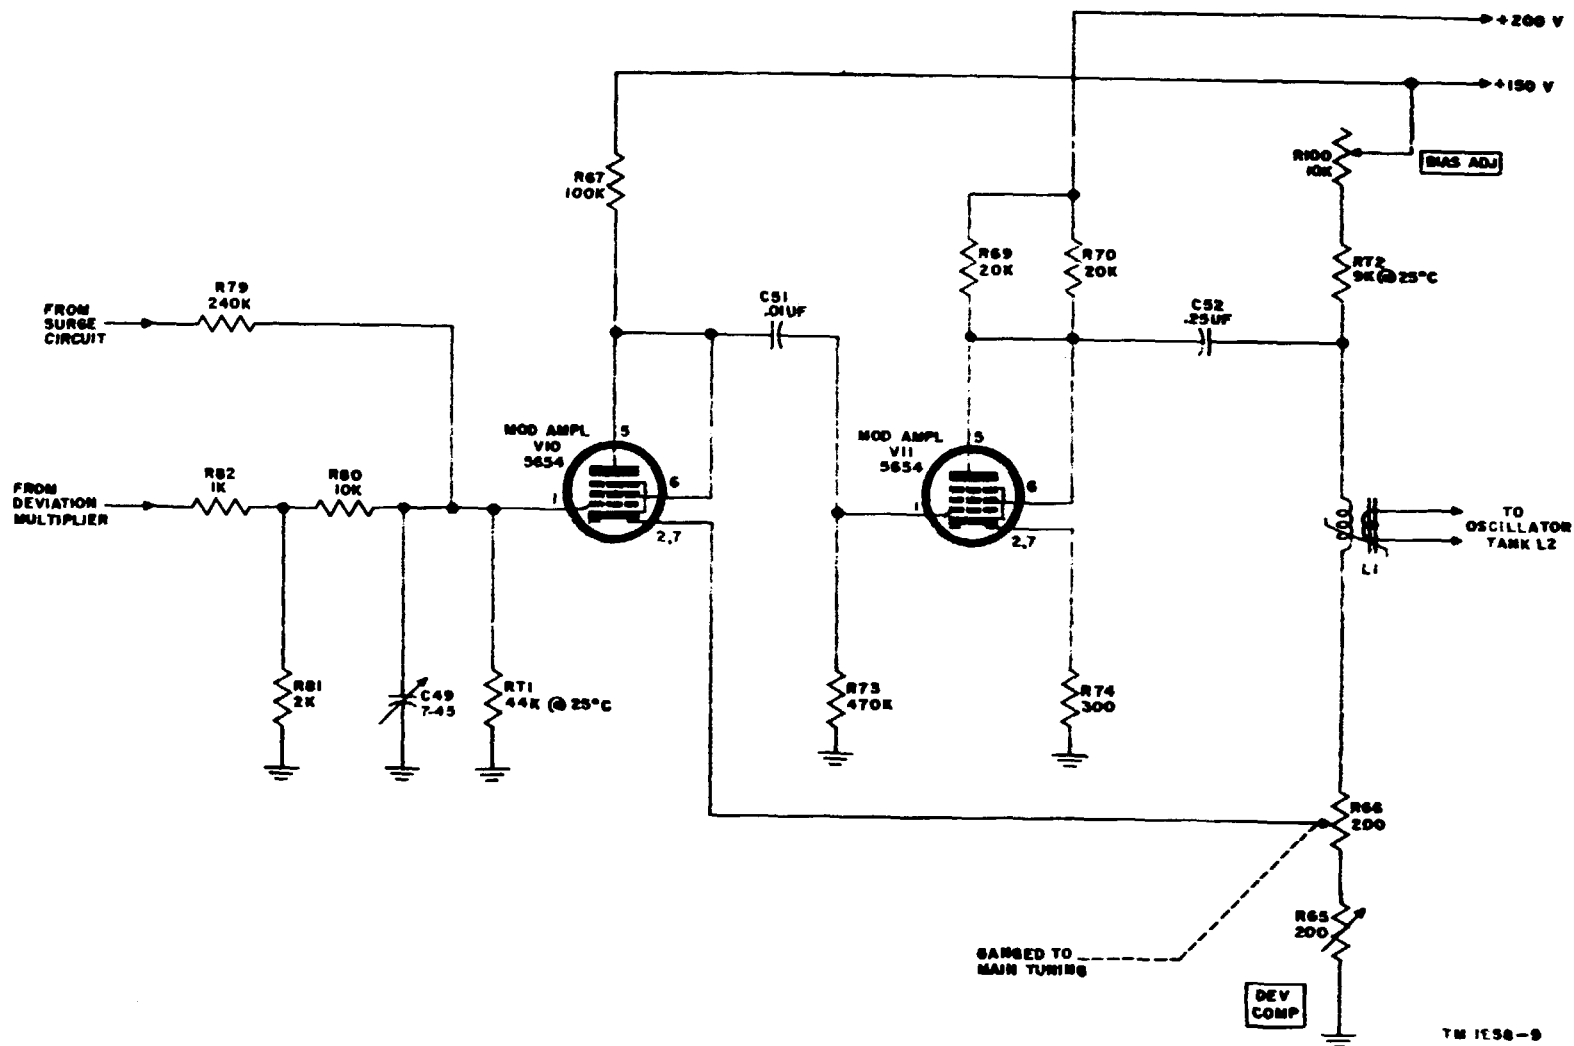 +208 V
+150 V
R100
10K
BIAS ADJ
R67
100K
R69
20K
R70
20K
RT2
9K@25°C
R79
240K
FROM
SURGE
CIRCUIT
C51
.01UF
C52
.25UF
MOD AMPL
V10
5654
5
6
1
2,7
MOD AMPL
V11
5654
5
6
1
2,7
R82
1K
R80
10K
FROM
DEVIATION
MULTIPLIER
TO
OSCILLATOR
TANK L2
L1
R81
2K
C49
7-45
RT1
44K @ 25°C
R73
470K
R74
300
R66
200
R65
200
GANGED TO
MAIN TUNING
DEV
COMP
TM 1E58-9